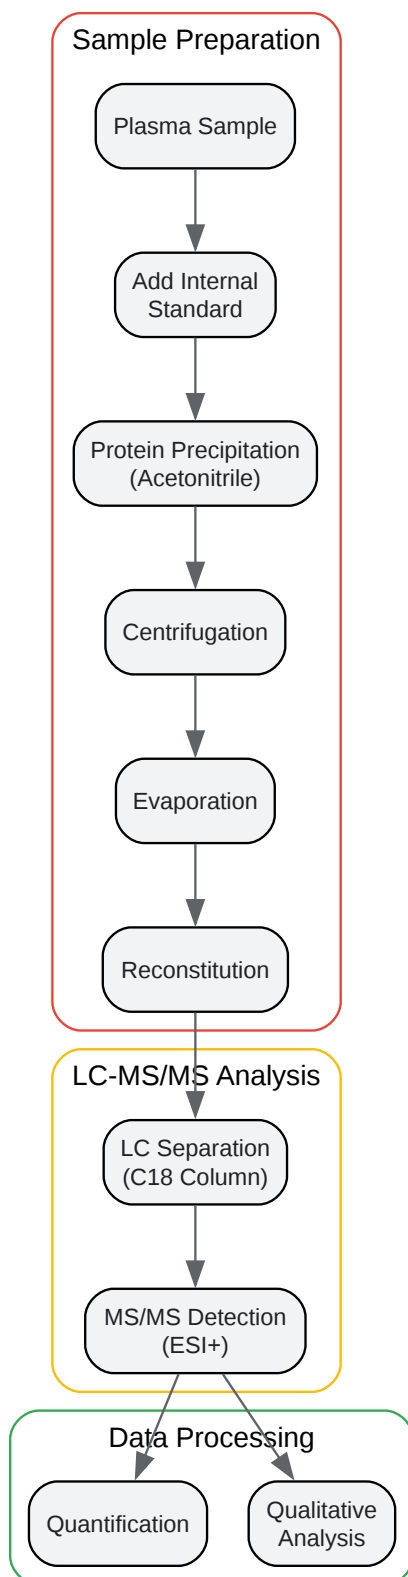 Sample Preparation
Plasma Sample
Add Internal
Standard
Protein Precipitation
(Acetonitrile)
Centrifugation
Evaporation
Reconstitution
LC-MS/MS Analysis
LC Separation
(C18 Column)
MS/MS Detection
(ESI+)
Data Processing
Quantification
Qualitative
Analysis